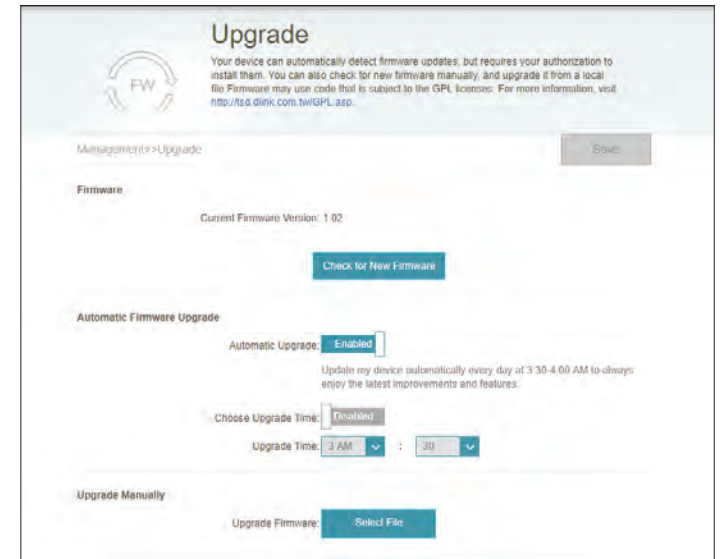 Upgrade
Your device can automatically detect firmware updates, but requires your authorization to
install them. You can also check for new firmware manually, and upgrade it from a local
file Firmware may use code that is subject to the GPL licenses. For more information, visit
http://tsd.dlink.com.tw/GPL.asp.
FW
Management>>Upgrade
Save
Firmware
Current Firmware Version: 1.02
Check for New Firmware
Automatic Firmware Upgrade
Automatic Upgrade: Enabled
Update my device automatically every day of 3:30-4:00 AM to always
enjoy the latest improvements and features.
Choose Upgrade Time: Disabled
Upgrade Time: 3 AM : 30
Upgrade Manually
Upgrade Firmware: Select File